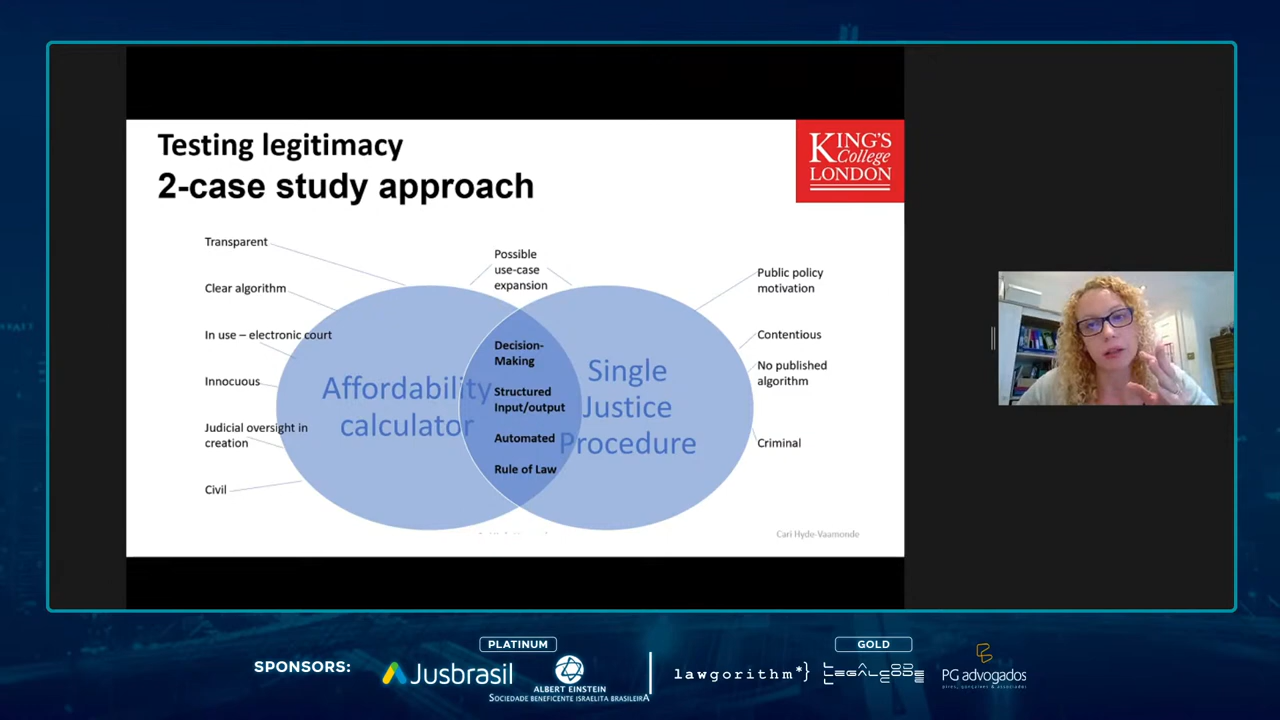 Testing legitimacy
2-case study approach
KING'S
College
LONDON
Transparent
Clear algorithm
In use – electronic court
Innocuous
Judicial oversight in
creation
Civil
Possible
use-case
expansion
Affordability
calculator
Decision-
Making
Structured
Input/output
Automated
Rule of Law
Single
Justice
Procedure
Public policy
motivation
Contentious
No published
algorithm
Criminal
Cari Hyde-Vaamonde
SPONSORS:
PLATINUM
Jusbrasil
ALBERT EINSTEIN
SOCIEDADE BENEFICENTE ISRAELITA BRASILEIRA
GOLD
lawgorithm*}
LEGALCODE
PG advogados